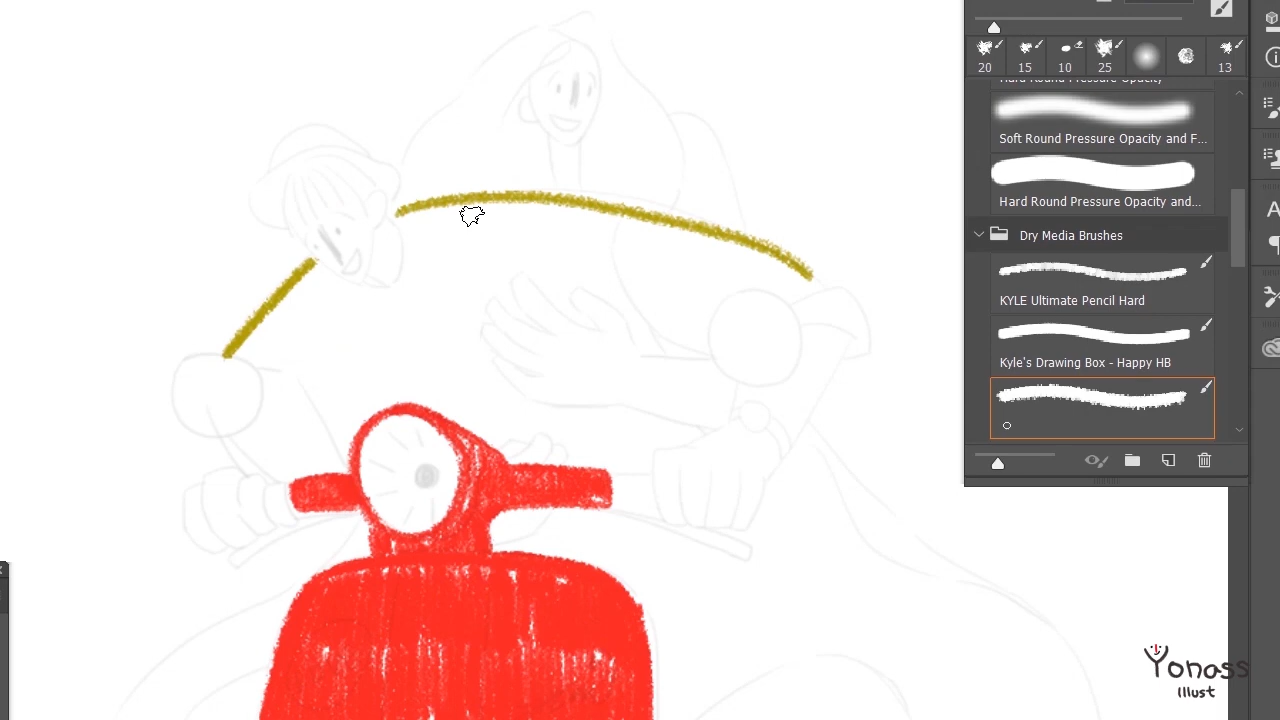 20 15 10 25 13
Hard Round Pressure Opacity
Soft Round Pressure Opacity and F...
Hard Round Pressure Opacity and...
Dry Media Brushes
KYLE Ultimate Pencil Hard
Kyle's Drawing Box - Happy HB
Yonass
Illust